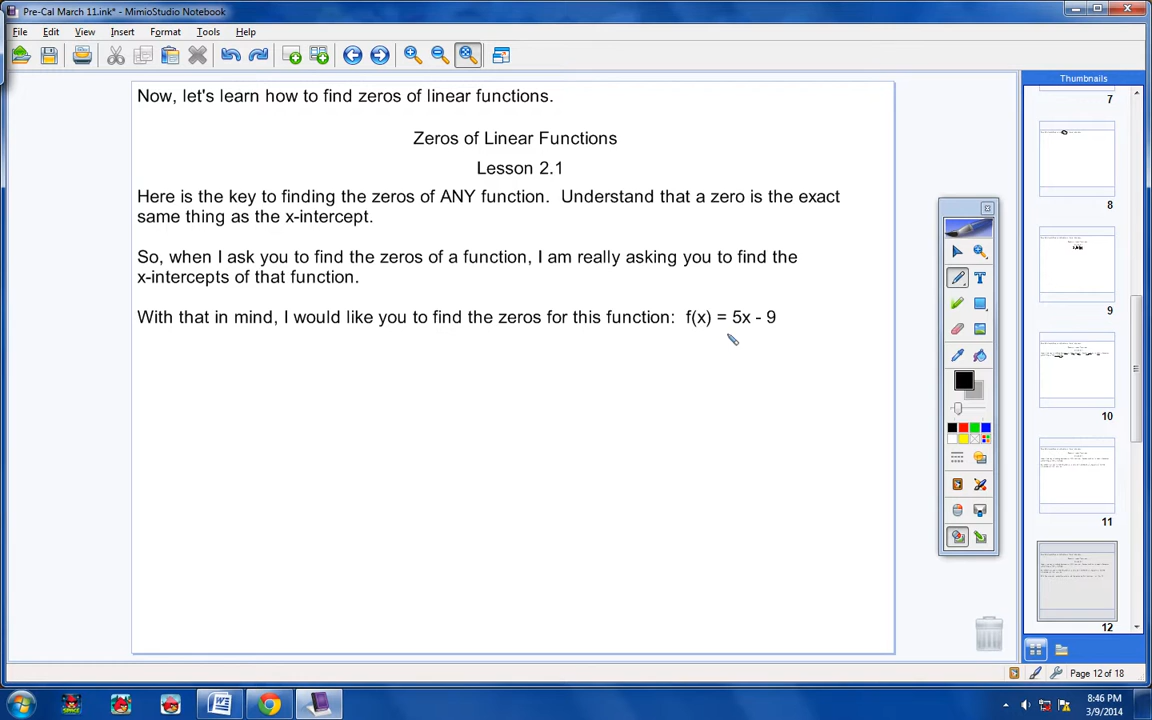 Pre-Cal March 11.ink* - MimioStudio Notebook
File Edit View Insert Format Tools Help
Thumbnails
Now, let's learn how to find zeros of linear functions.
Zeros of Linear Functions
Lesson 2.1
Here is the key to finding the zeros of ANY function. Understand that a zero is the exact
same thing as the x-intercept.
So, when I ask you to find the zeros of a function, I am really asking you to find the
x-intercepts of that function.
With that in mind, I would like you to find the zeros for this function: f(x) = 5x - 9
7
8
9
10
11
12
Page 12 of 18
8:46 PM
3/9/2014